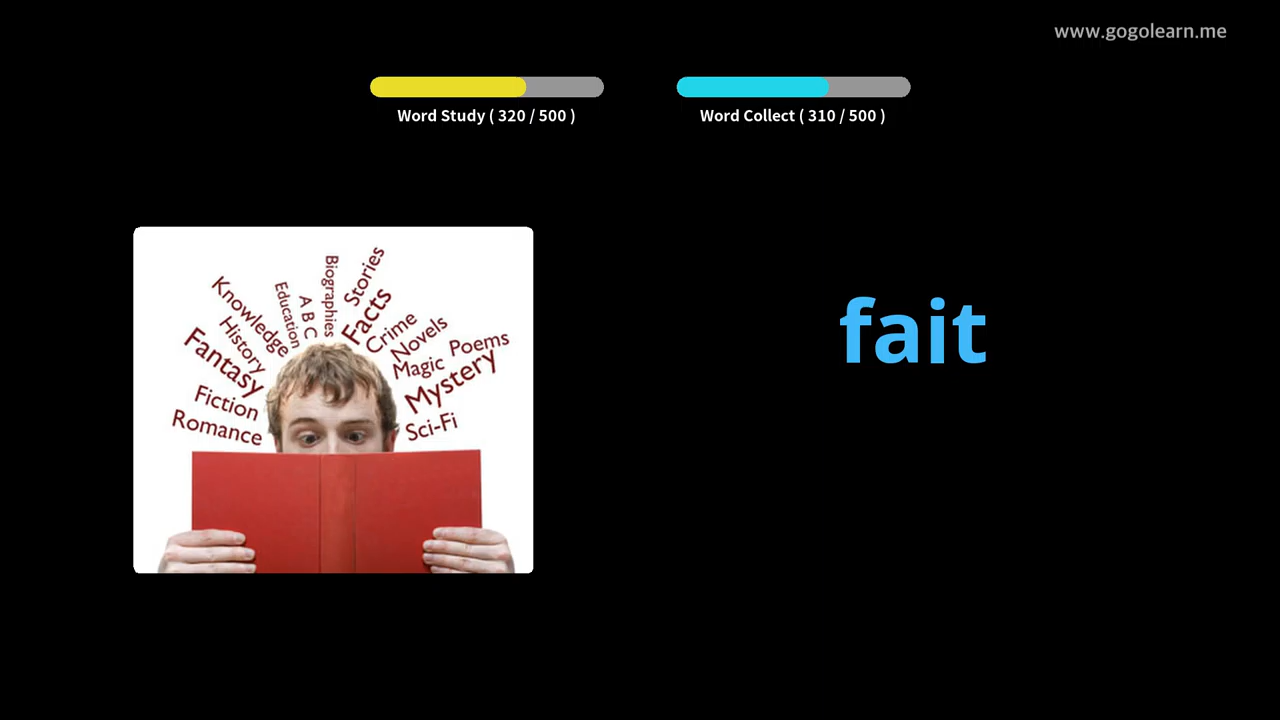 www.gogolearn.me
Word Study ( 320 / 500 )
Word Collect ( 310 / 500 )
fait
Knowledge
Education
A B C
Biographies
Stories
Facts
Crime
Novels
Poems
Magic
Mystery
Sci-Fi
History
Fantasy
Fiction
Romance